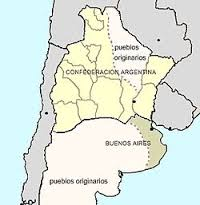 pueblos
originarios
CONFEDERACION ARGENTINA
BUENOS AIRES
pueblos originarios